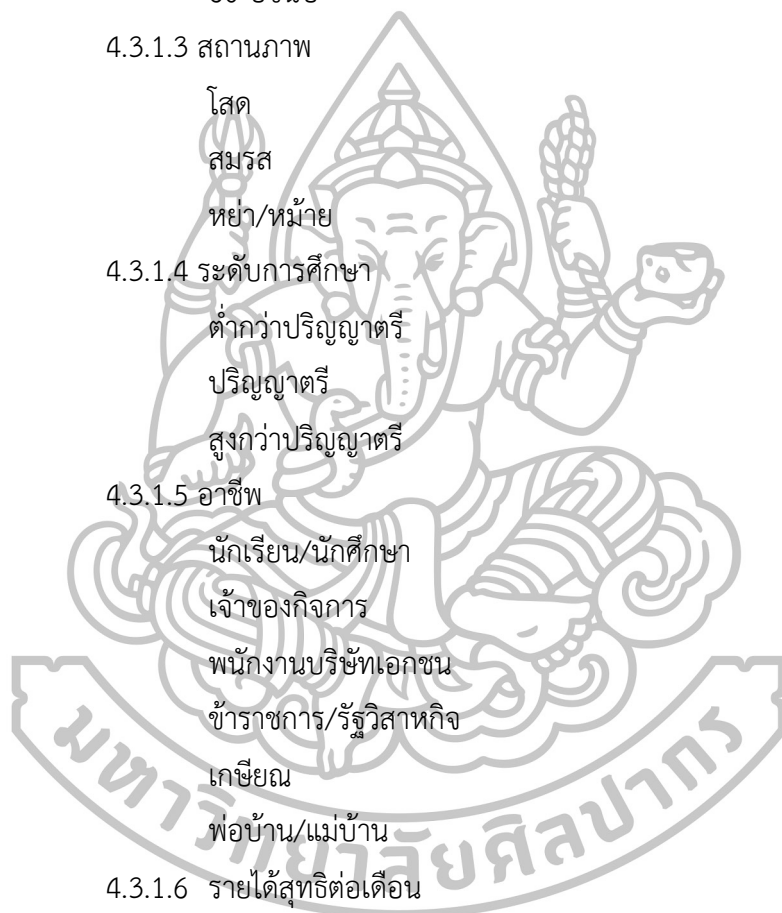 4.3.1.3 สถานภาพ
โสด
สมรส
หย่า/หม้าย
4.3.1.4 ระดับการศึกษา
ต่ำกว่าปริญญาตรี
ปริญญาตรี
สูงกว่าปริญญาตรี
4.3.1.5 อาชีพ
นักเรียน/นักศึกษา
เจ้าของกิจการ
พนักงานบริษัทเอกชน
ข้าราชการ/รัฐวิสาหกิจ
เกษียณ
พ่อบ้าน/แม่บ้าน
4.3.1.6 รายได้สุทธิต่อเดือน
มหาวิทยาลัยศิลปากร